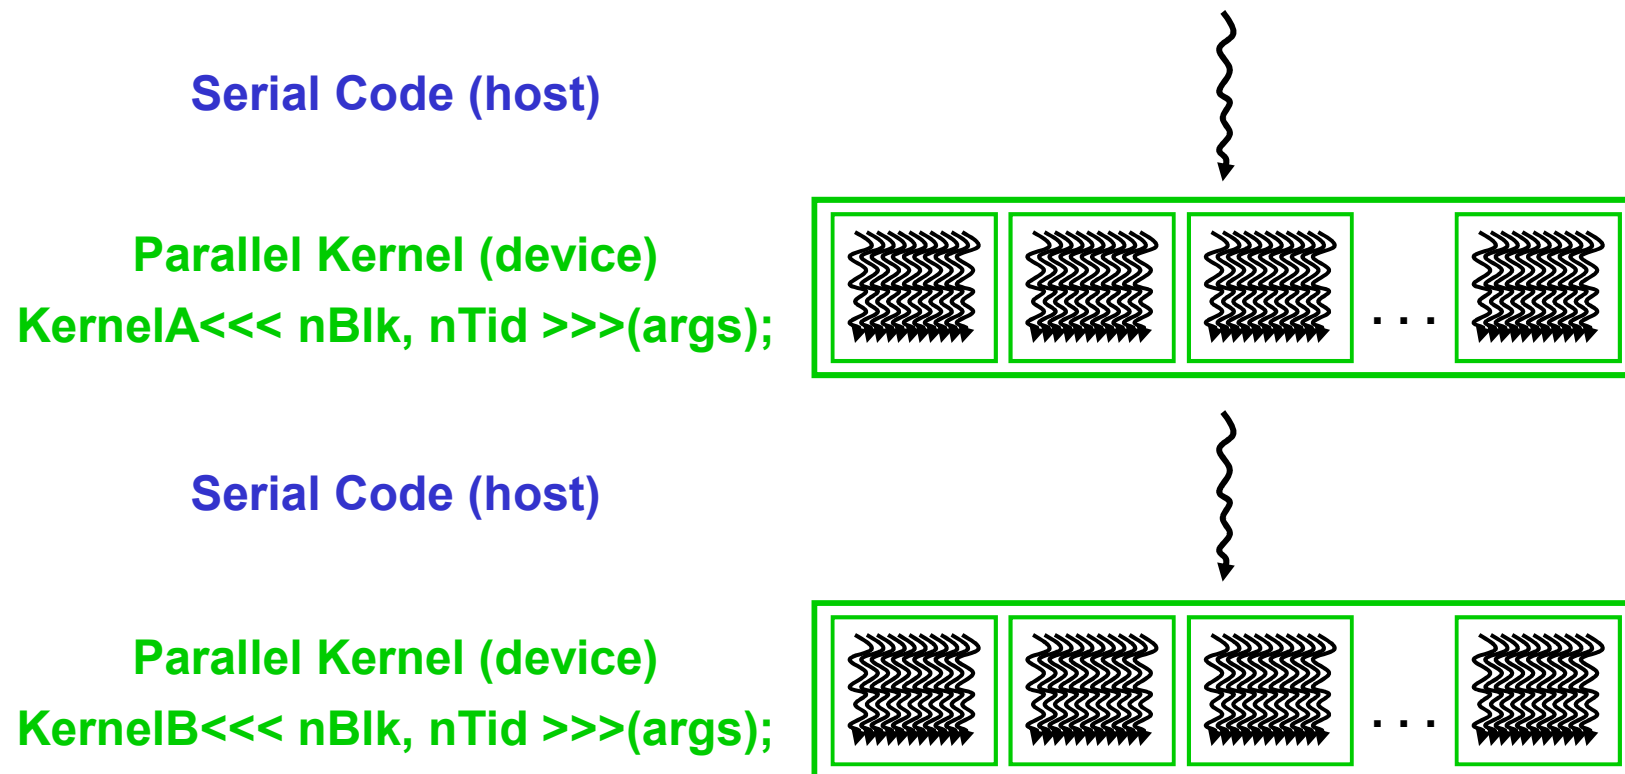 Serial Code (host)
Parallel Kernel (device)
KernelA<<< nBlk, nTid >>>(args);
. . .
Serial Code (host)
Parallel Kernel (device)
KernelB<<< nBlk, nTid >>>(args);
. . .